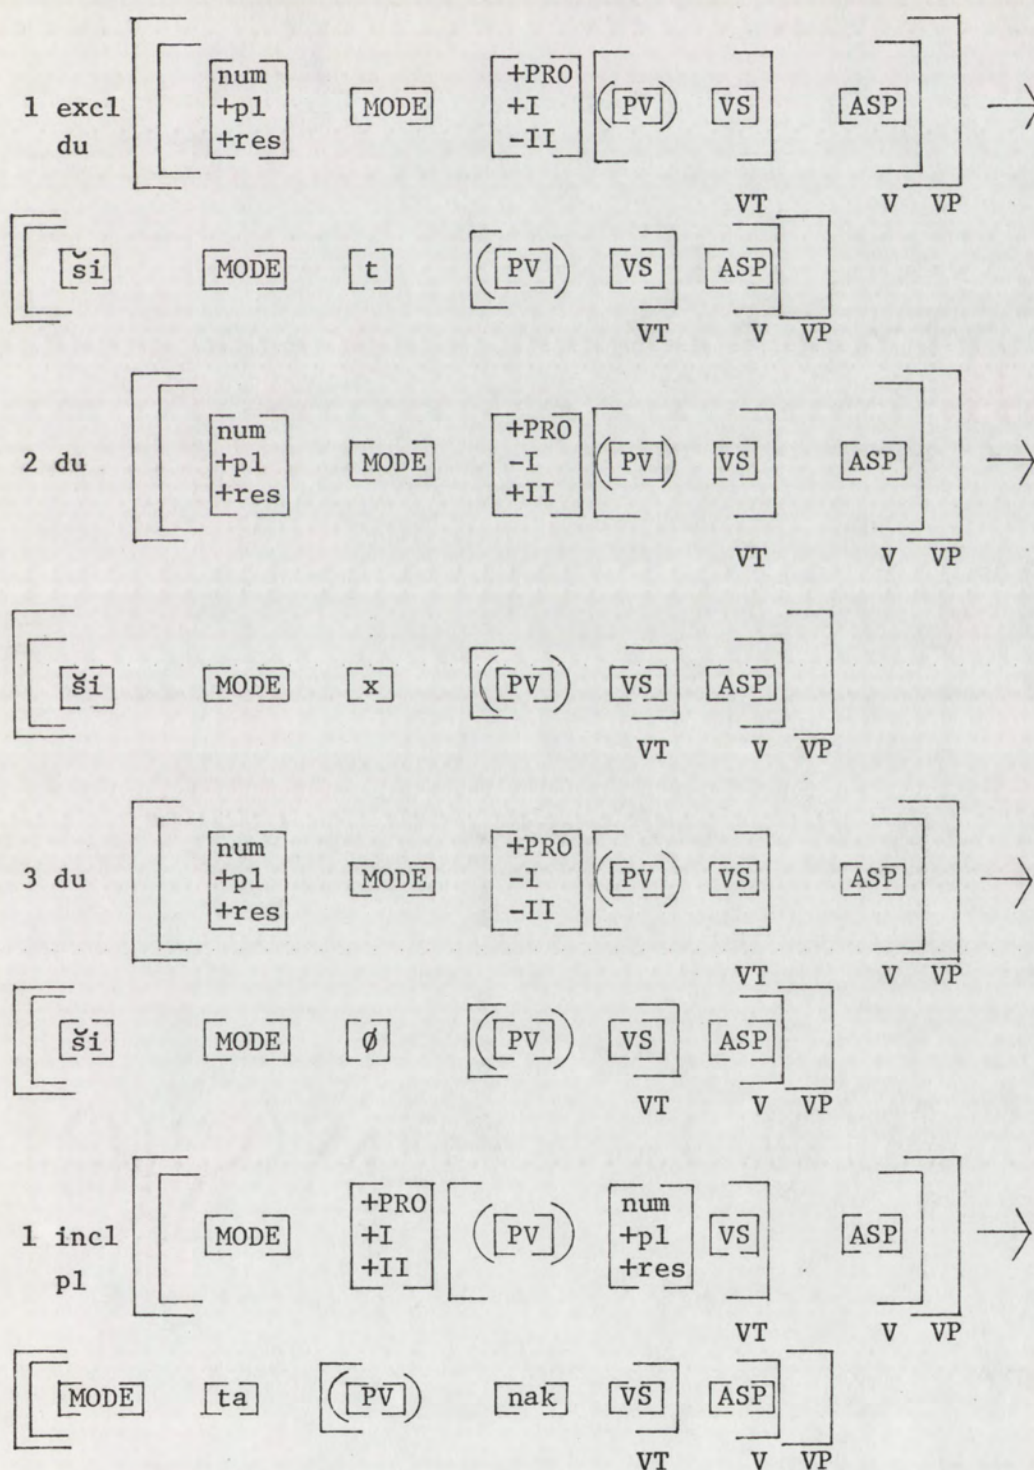 [ [ [num [MODE] [+PRO [ ([PV]) [VS] ] [ASP] ] ] →
1 excl +pl +I
du +res] -II]
VT V VP
[ [ [ši] [MODE] [t] [ ([PV]) [VS] ] [ASP] ] ]
VT V VP
[ [ [num [MODE] [+PRO [ ([PV]) [VS] ] [ASP] ] ] →
2 du +pl -I
+res] +II]
VT V VP
[ [ [ši] [MODE] [x] [ ([PV]) [VS] ] [ASP] ] ]
VT V VP
[ [ [num [MODE] [+PRO [ ([PV]) [VS] ] [ASP] ] ] →
3 du +pl -I
+res] -II]
VT V VP
[ [ [ši] [MODE] [ø] [ ([PV]) [VS] ] [ASP] ] ]
VT V VP
[ [ [MODE] [+PRO [ ([PV]) [num [VS] ] [ASP] ] ] →
1 incl +I +pl
pl +II] +res]
VT V VP
[ [ [MODE] [ta] [ ([PV]) [nak] [VS] ] [ASP] ] ]
VT V VP